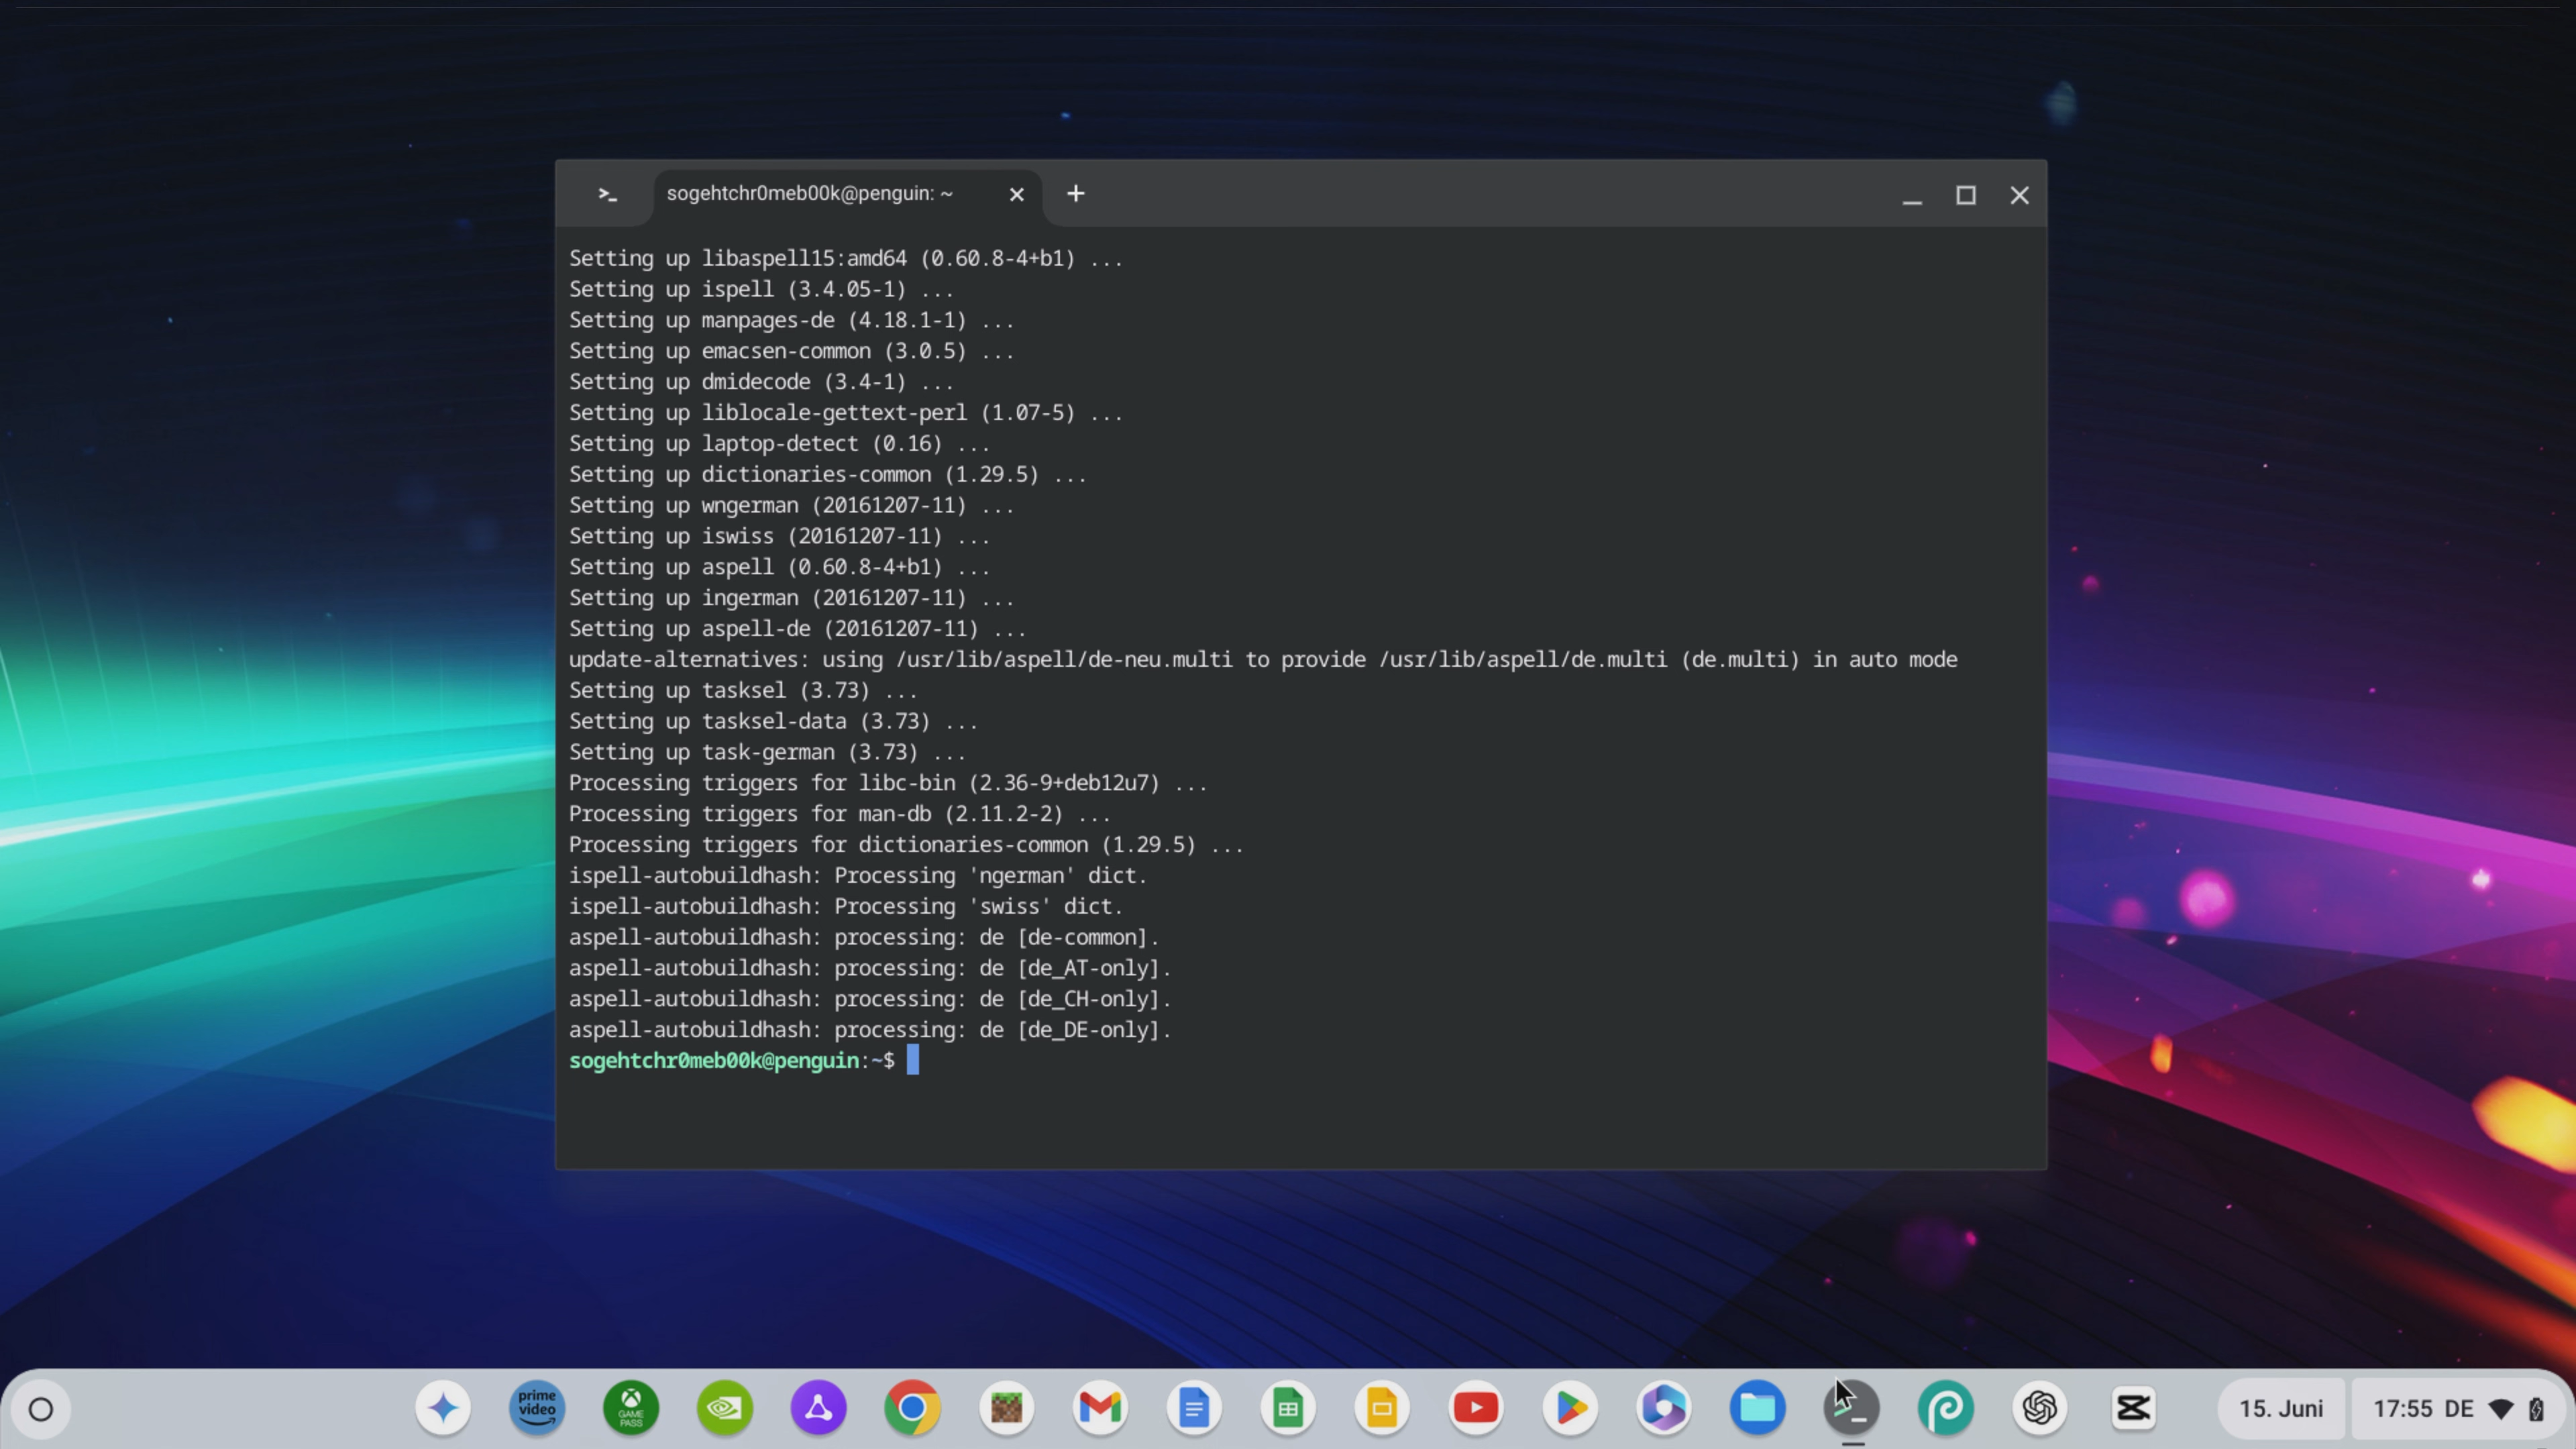 sogehtchr0meb00k@penguin: ~
Setting up libaspell15:amd64 (0.60.8-4+b1) ...
Setting up ispell (3.4.05-1) ...
Setting up manpages-de (4.18.1-1) ...
Setting up emacsen-common (3.0.5) ...
Setting up dmidecode (3.4-1) ...
Setting up liblocale-gettext-perl (1.07-5) ...
Setting up laptop-detect (0.16) ...
Setting up dictionaries-common (1.29.5) ...
Setting up wngerman (20161207-11) ...
Setting up iswiss (20161207-11) ...
Setting up aspell (0.60.8-4+b1) ...
Setting up ingerman (20161207-11) ...
Setting up aspell-de (20161207-11) ...
update-alternatives: using /usr/lib/aspell/de-neu.multi to provide /usr/lib/aspell/de.multi (de.multi) in auto mode
Setting up tasksel (3.73) ...
Setting up tasksel-data (3.73) ...
Setting up task-german (3.73) ...
Processing triggers for libc-bin (2.36-9+deb12u7) ...
Processing triggers for man-db (2.11.2-2) ...
Processing triggers for dictionaries-common (1.29.5) ...
ispell-autobuildhash: Processing 'ngerman' dict.
ispell-autobuildhash: Processing 'swiss' dict.
aspell-autobuildhash: processing: de [de-common].
aspell-autobuildhash: processing: de [de_AT-only].
aspell-autobuildhash: processing: de [de_CH-only].
aspell-autobuildhash: processing: de [de_DE-only].
sogehtchr0meb00k@penguin:~$
prime
video
GAME
PASS
15. Juni
17:55 DE